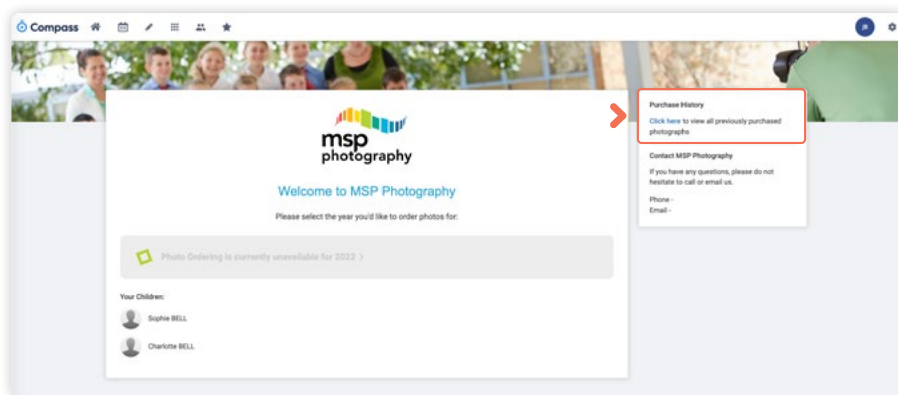 Compass
msp
photography
Welcome to MSP Photography
Please select the year you'd like to order photos for:
Photo Ordering is currently unavailable for 2022 >
Your Children:
Sophie BELL
Charlotte BELL
Purchase History
Click here to view all previously purchased
photographs
Contact MSP Photography
If you have any questions, please do not
hesitate to call or email us.
Phone -
Email -